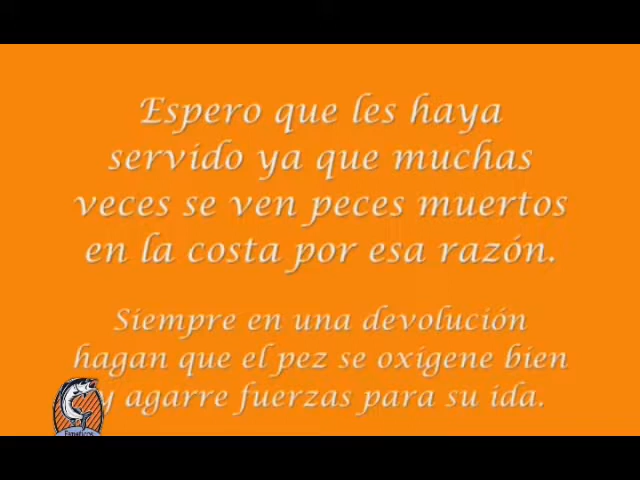 Espero que les haya
servido ya que muchas
veces se ven peces muertos
en la costa por esa razón.
Siempre en una devolución
hagan que el pez se oxigene bien
y agarre fuerzas para su ida.